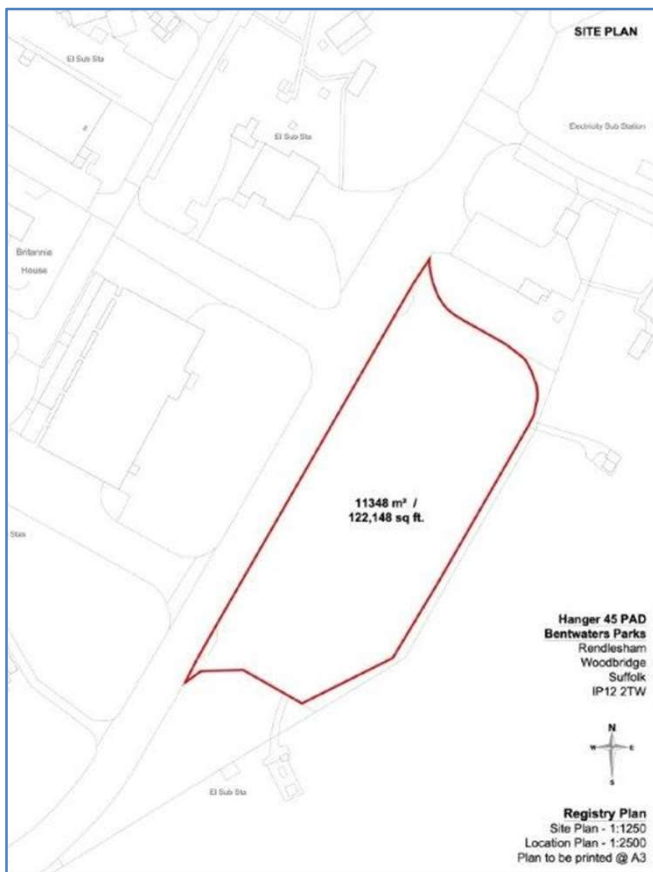 SITE PLAN
El Sub Sta
Electricity Sub Station
El Sub Sta
Britannia
House
11348 m² /
122,148 sq ft.
Stas
Hanger 45 PAD
Bentwaters Parks
Rendlesham
Woodbridge
Suffolk
IP12 2TW
N
W E
S
El Sub Sta
Registry Plan
Site Plan - 1:1250
Location Plan - 1:2500
Plan to be printed @ A3